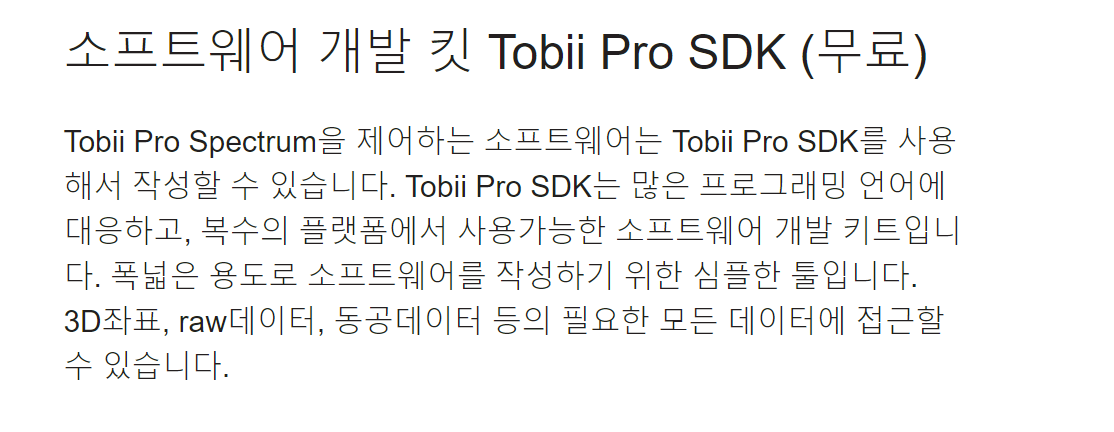 소프트웨어 개발 킷 Tobii Pro SDK (무료)
Tobii Pro Spectrum을 제어하는 소프트웨어는 Tobii Pro SDK를 사용
해서 작성할 수 있습니다. Tobii Pro SDK는 많은 프로그래밍 언어에
대응하고, 복수의 플랫폼에서 사용가능한 소프트웨어 개발 키트입니
다. 폭넓은 용도로 소프트웨어를 작성하기 위한 심플한 툴입니다.
3D좌표, raw데이터, 동공데이터 등의 필요한 모든 데이터에 접근할
수 있습니다.